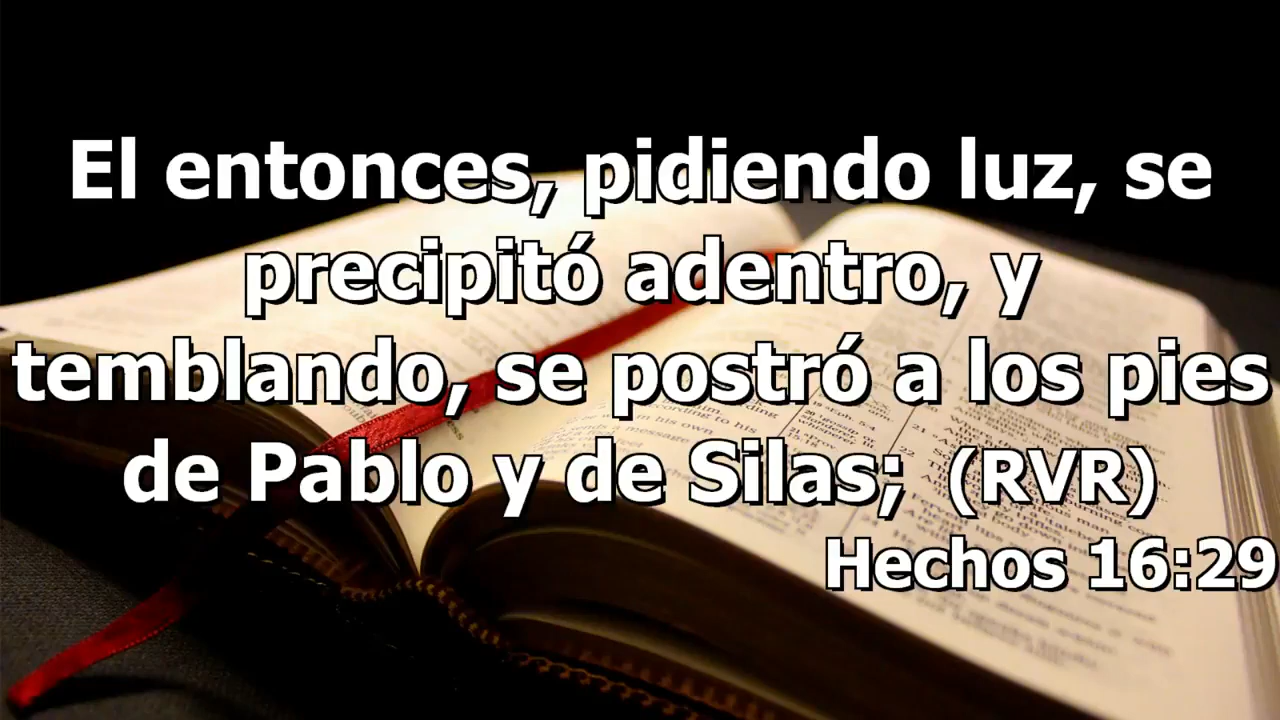 El entonces, pidiendo luz, se
precipitó adentro, y
temblando, se postró a los pies
de Pablo y de Silas; (RVR)
Hechos 16:29